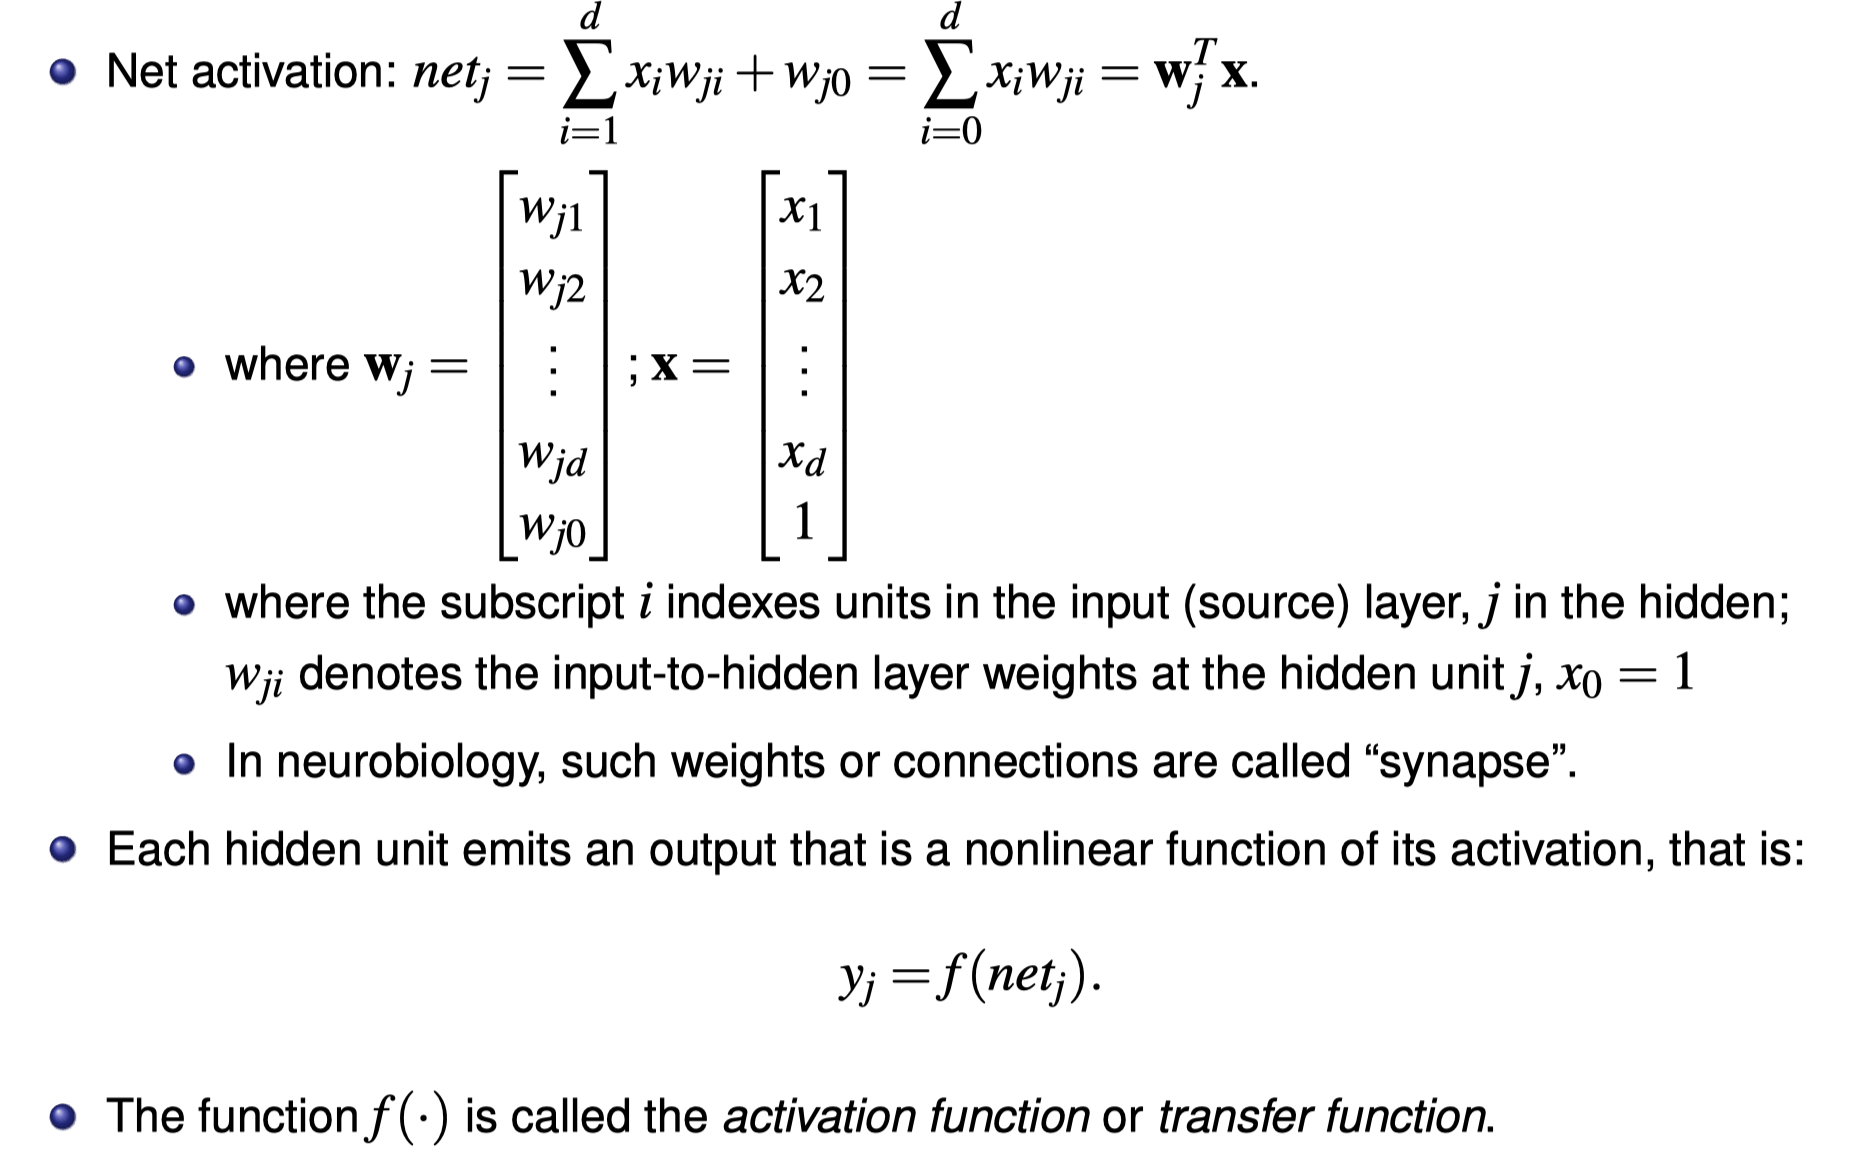 Net activation: net_j = \sum_{i=1}^{d} x_i w_{ji} + w_{j0} = \sum_{i=0}^{d} x_i w_{ji} = \mathbf{w}_j^T \mathbf{x}.
where \mathbf{w}_j = \begin{bmatrix} w_{j1} \\ w_{j2} \\ \vdots \\ w_{jd} \\ w_{j0} \end{bmatrix} ; \mathbf{x} = \begin{bmatrix} x_1 \\ x_2 \\ \vdots \\ x_d \\ 1 \end{bmatrix}
where the subscript i indexes units in the input (source) layer, j in the hidden;
w_{ji} denotes the input-to-hidden layer weights at the hidden unit j, x_0 = 1
In neurobiology, such weights or connections are called “synapse”.
Each hidden unit emits an output that is a nonlinear function of its activation, that is:
y_j = f(net_j).
The function f(·) is called the activation function or transfer function.